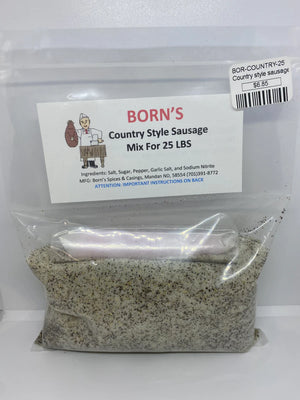 BOR-COUNTRY-25
Country style sausage
$6.65
BORN'S
Country Style Sausage
Mix For 25 LBS
Ingredients: Salt, Sugar, Pepper, Garlic Salt, and Sodium Nitrite
MFG: Born's Spices & Casings, Mandan ND, 58554 (701)391-8772
ATTENTION: IMPORTANT INSTRUCTIONS ON BACK